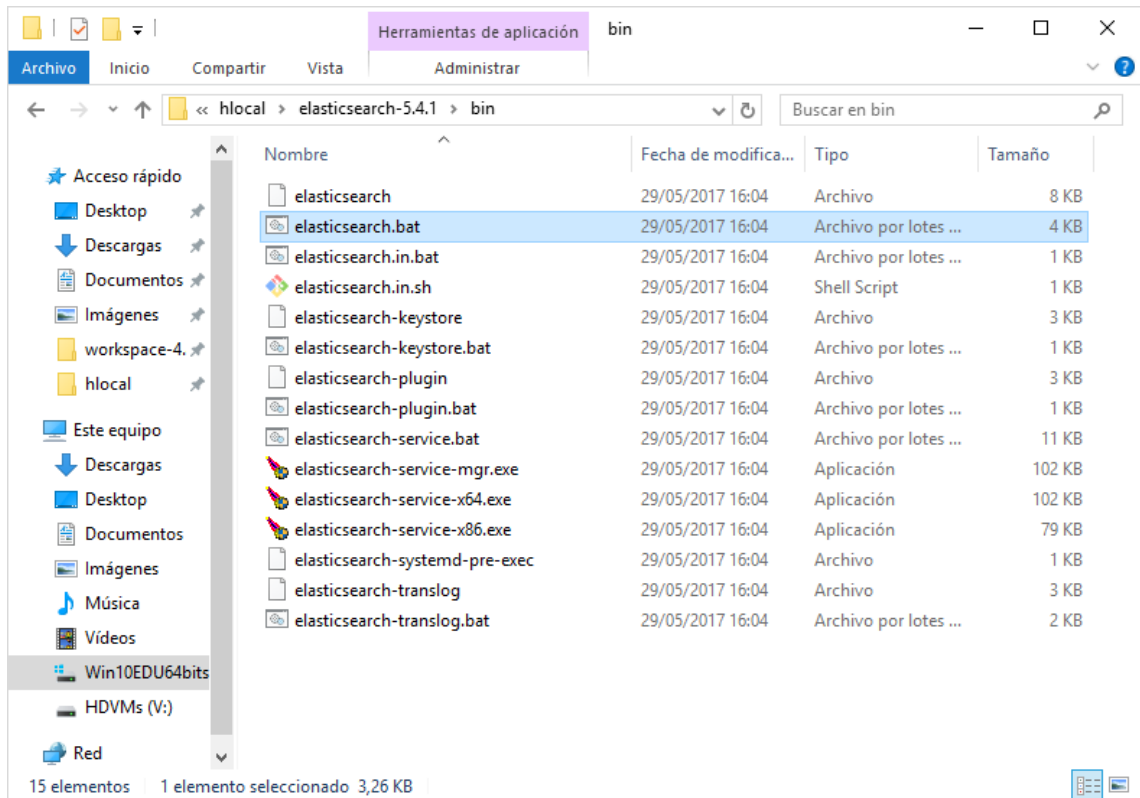 Herramientas de aplicación bin
Archivo Inicio Compartir Vista Administrar
« hlocal > elasticsearch-5.4.1 > bin Buscar en bin
Nombre Fecha de modifica... Tipo Tamaño
Acceso rápido
Desktop
Descargas
Documentos
Imágenes
workspace-4.
hlocal
Este equipo
Descargas
Desktop
Documentos
Imágenes
Música
Vídeos
Win10EDU64bits
HDVMs (V:)
Red
elasticsearch 29/05/2017 16:04 Archivo 8 KB
elasticsearch.bat 29/05/2017 16:04 Archivo por lotes ... 4 KB
elasticsearch.in.bat 29/05/2017 16:04 Archivo por lotes ... 1 KB
elasticsearch.in.sh 29/05/2017 16:04 Shell Script 1 KB
elasticsearch-keystore 29/05/2017 16:04 Archivo 3 KB
elasticsearch-keystore.bat 29/05/2017 16:04 Archivo por lotes ... 1 KB
elasticsearch-plugin 29/05/2017 16:04 Archivo 3 KB
elasticsearch-plugin.bat 29/05/2017 16:04 Archivo por lotes ... 1 KB
elasticsearch-service.bat 29/05/2017 16:04 Archivo por lotes ... 11 KB
elasticsearch-service-mgr.exe 29/05/2017 16:04 Aplicación 102 KB
elasticsearch-service-x64.exe 29/05/2017 16:04 Aplicación 102 KB
elasticsearch-service-x86.exe 29/05/2017 16:04 Aplicación 79 KB
elasticsearch-systemd-pre-exec 29/05/2017 16:04 Archivo 1 KB
elasticsearch-translog 29/05/2017 16:04 Archivo 3 KB
elasticsearch-translog.bat 29/05/2017 16:04 Archivo por lotes ... 2 KB
15 elementos 1 elemento seleccionado 3,26 KB